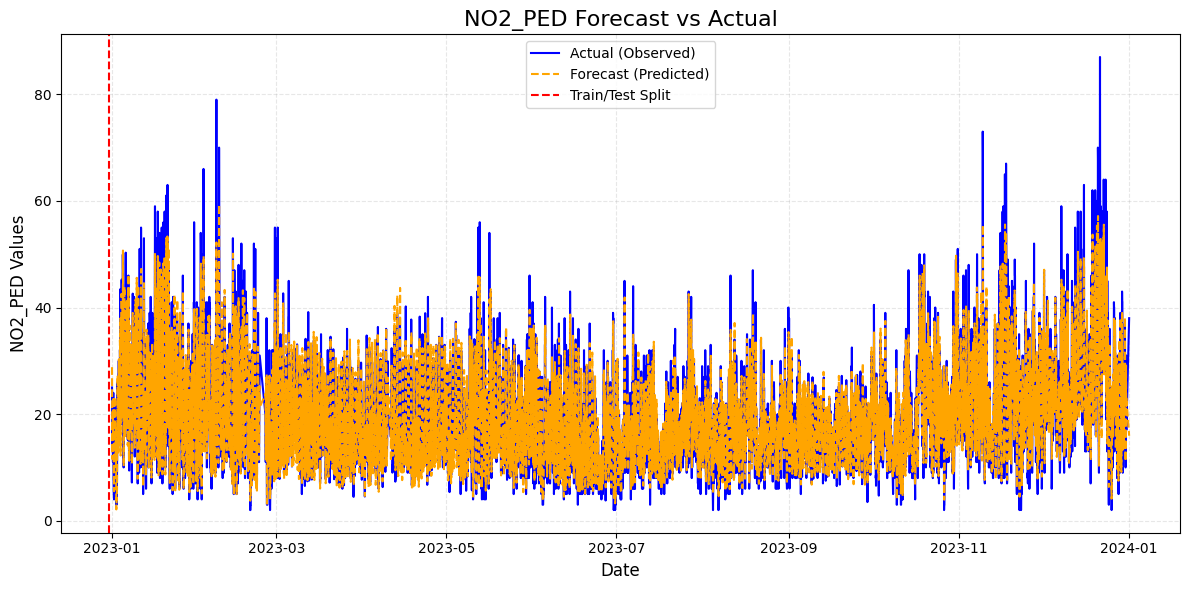 NO2_PED Forecast vs Actual
Actual (Observed)
Forecast (Predicted)
Train/Test Split
NO2_PED Values
80
60
40
20
0
2023-01 2023-03 2023-05 2023-07 2023-09 2023-11 2024-01
Date